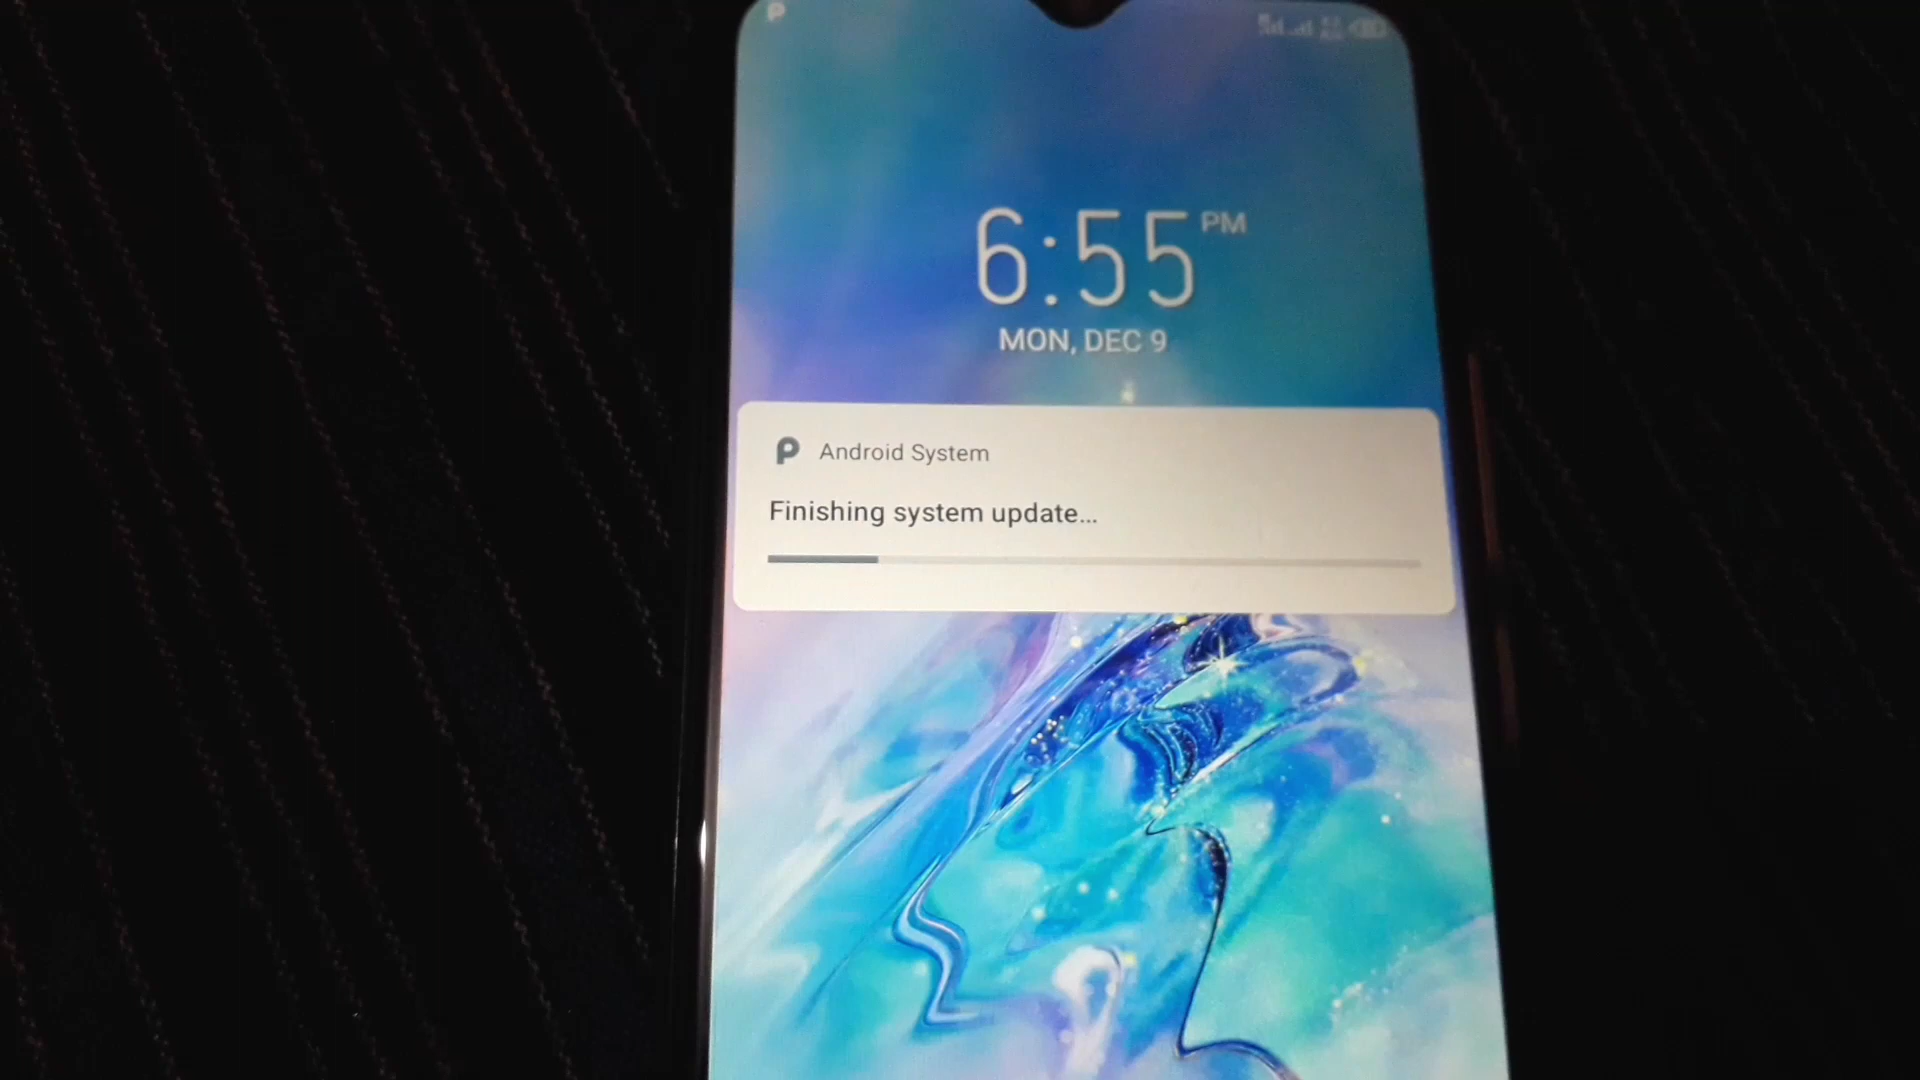 6:55 PM
MON, DEC 9
Android System
Finishing system update...